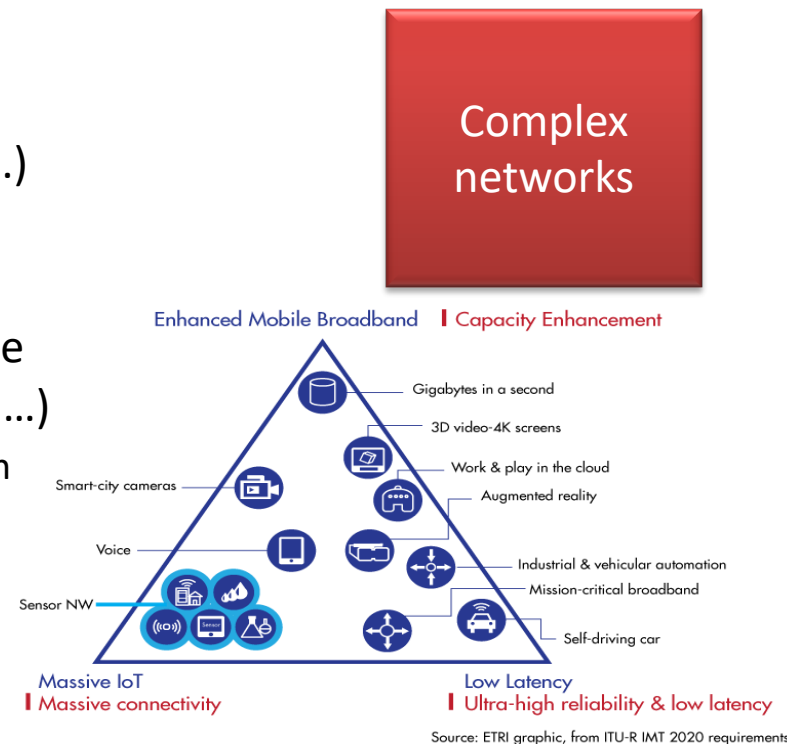 Complex
networks
.)
Enhanced Mobile Broadband
Capacity Enhancement
e
...)
n
Gigabytes in a second
3D video-4K screens
Work & play in the cloud
Smart-city cameras
Augmented reality
Voice
Industrial & vehicular automation
Mission-critical broadband
Sensor NW
Sensor
Self-driving car
Massive IoT
Massive connectivity
Low Latency
Ultra-high reliability & low latency
Source: ETRI graphic, from ITU-R IMT 2020 requirements